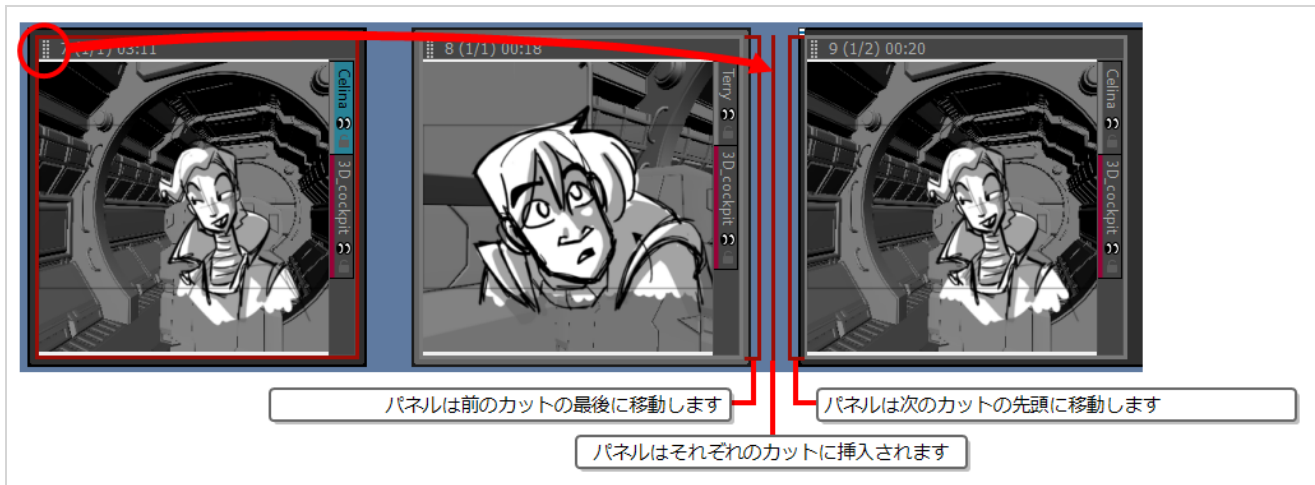 7 (1/1) 03:11
8 (1/1) 00:18
9 (1/2) 00:20
Celina
3D_cockpit
Terry
3D_cockpit
Celina
3D_cockpit
パネルは前のカットの最後に移動します
パネルは次のカットの先頭に移動します
パネルはそれぞれのカットに挿入されます